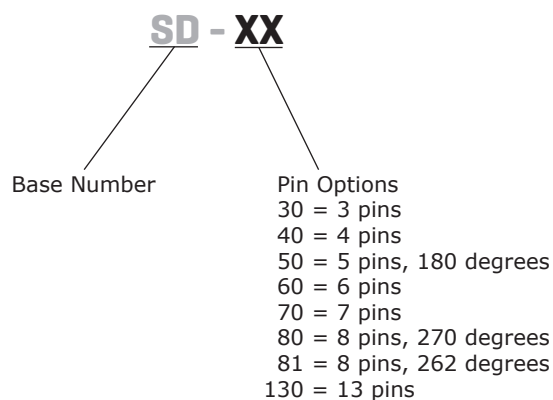 SD - XX
Base Number
Pin Options
30 = 3 pins
40 = 4 pins
50 = 5 pins, 180 degrees
60 = 6 pins
70 = 7 pins
80 = 8 pins, 270 degrees
81 = 8 pins, 262 degrees
130 = 13 pins